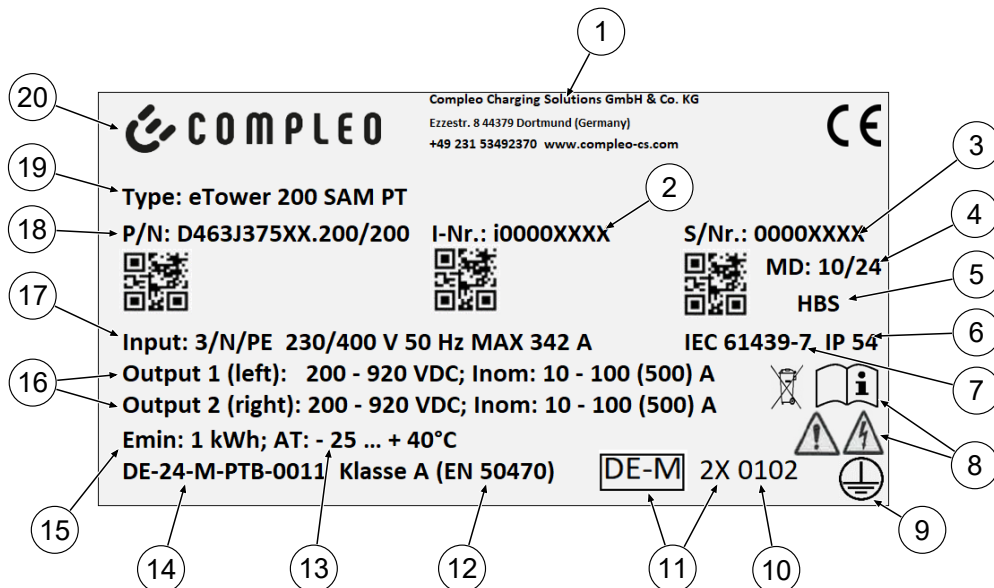 1
20
COMPLEO
Compleo Charging Solutions GmbH & Co. KG
Ezzestr. 8 44379 Dortmund (Germany)
+49 231 53492370 www.compleo-cs.com
CE
3
19
Type: eTower 200 SAM PT
2
4
18
P/N: D463J375XX.200/200 I-Nr.: i0000XXXX S/Nr.: 0000XXXX
MD: 10/24
5
17
HBS
6
Input: 3/N/PE 230/400 V 50 Hz MAX 342 A IEC 61439-7, IP 54
16
Output 1 (left): 200 - 920 VDC; Inom: 10 - 100 (500) A
7
Output 2 (right): 200 - 920 VDC; Inom: 10 - 100 (500) A
Emin: 1 kWh; AT: - 25 ... + 40°C
8
DE-24-M-PTB-0011 Klasse A (EN 50470) DE-M 2X 0102
15
14
13
12
11
10
9